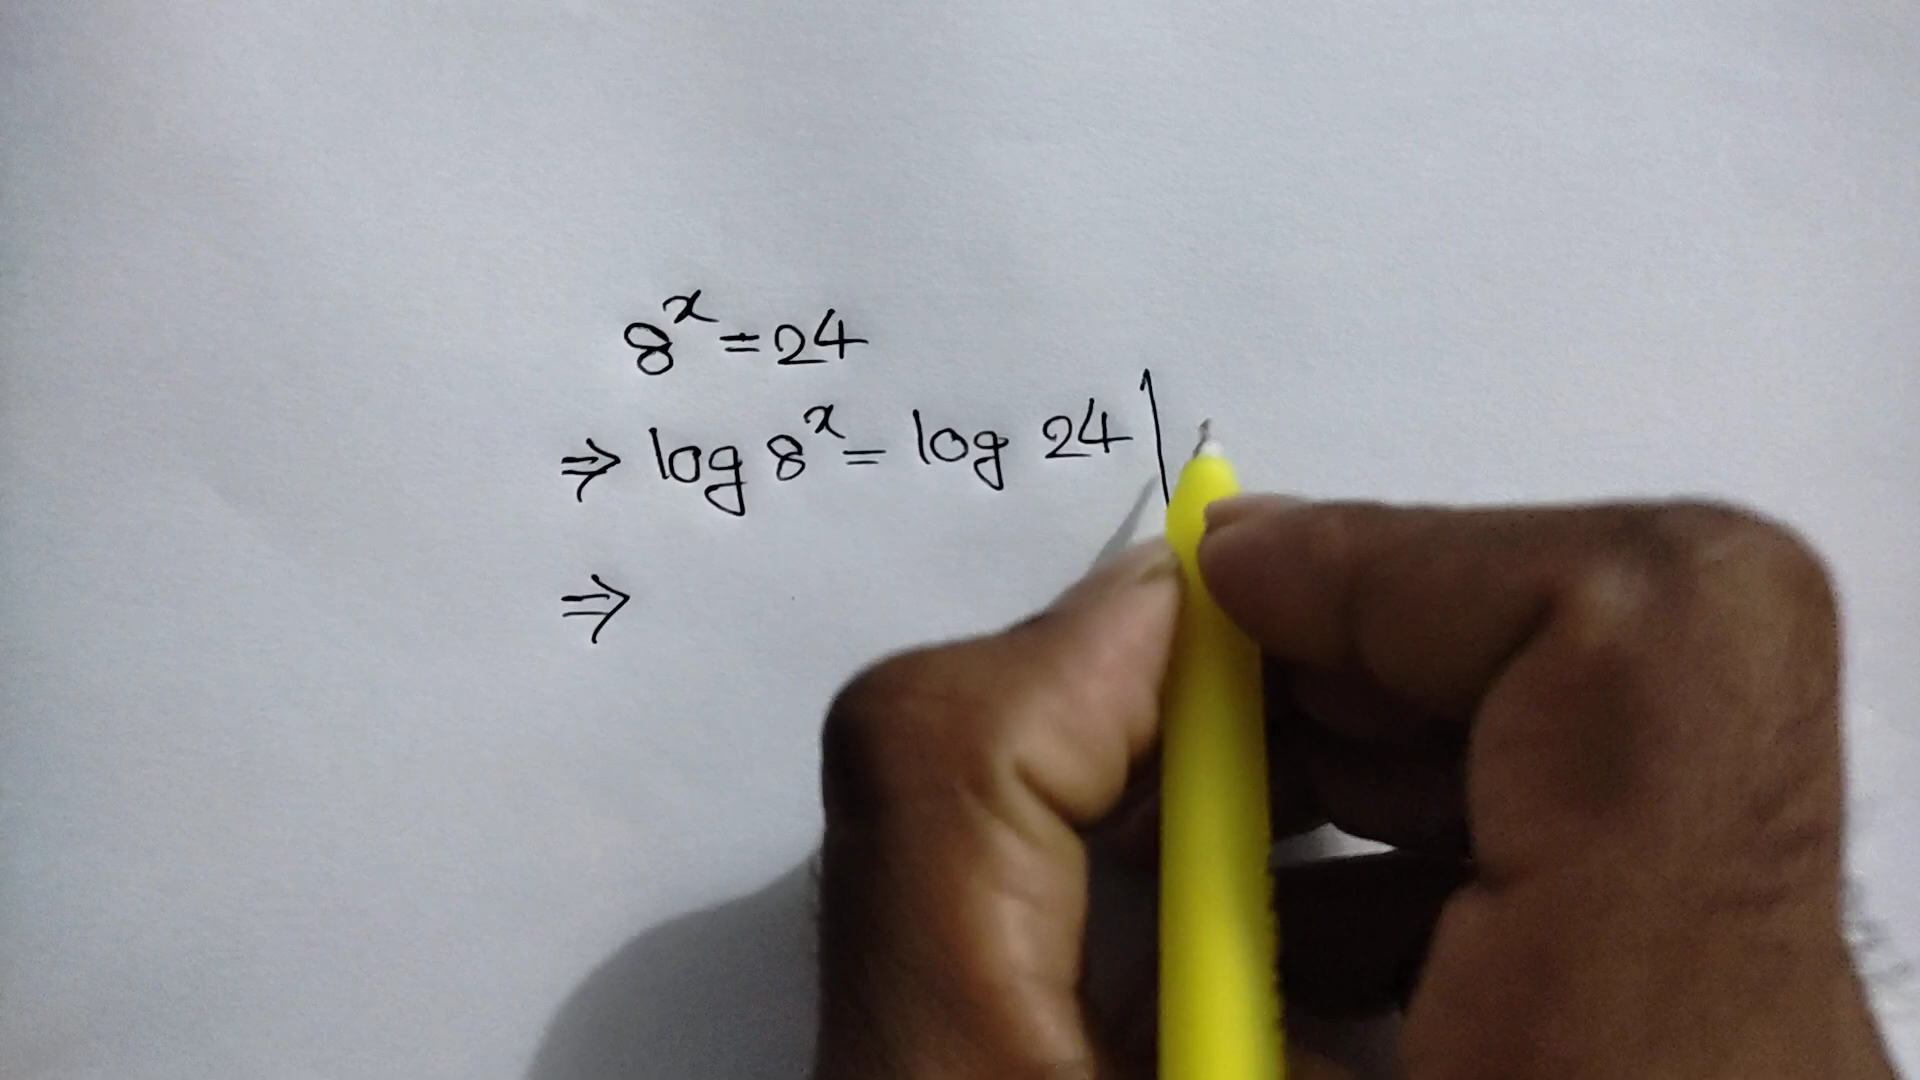 8^x = 24
⇒ log 8^x = log 24 |
⇒